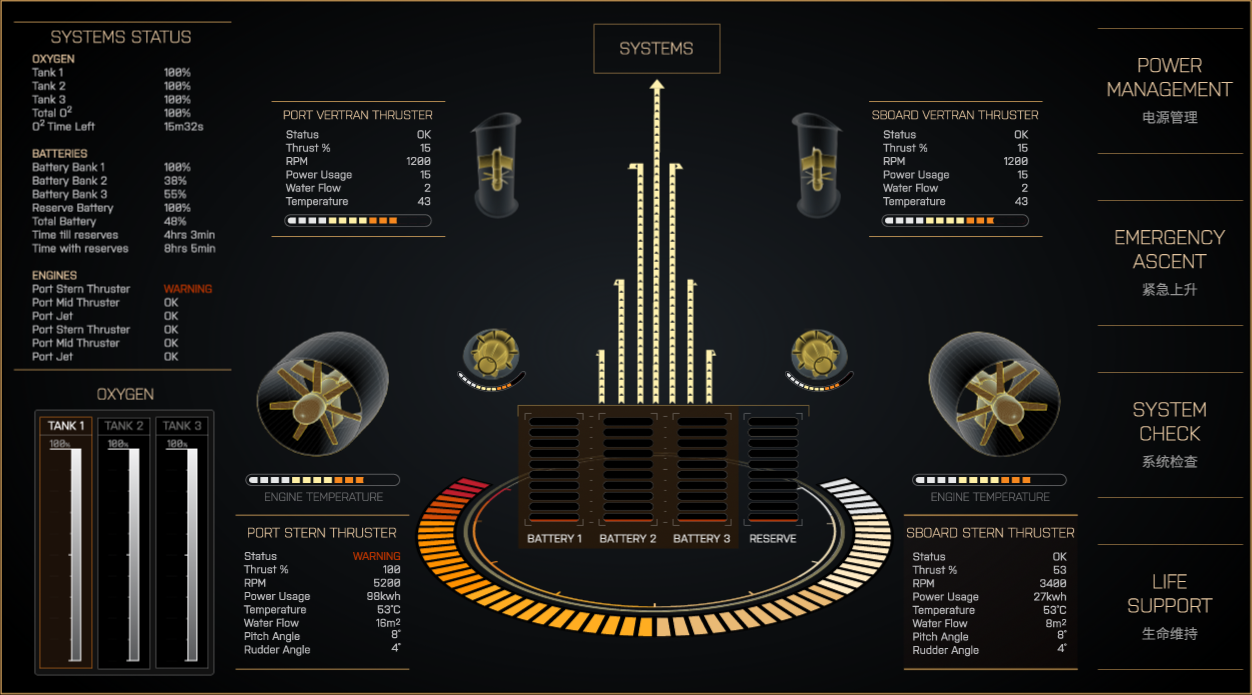 SYSTEMS STATUS
OXYGEN
Tank 1 100%
Tank 2 100%
Tank 3 100%
Total O² 100%
O² Time Left 15m32s
BATTERIES
Battery Bank 1 100%
Battery Bank 2 38%
Battery Bank 3 55%
Reserve Battery 100%
Total Battery 48%
Time till reserves 4hrs 3min
Time with reserves 8hrs 5min
ENGINES
Port Stern Thruster WARNING
Port Mid Thruster OK
Port Jet OK
Port Stern Thruster OK
Port Mid Thruster OK
Port Jet OK
OXYGEN
TANK 1 TANK 2 TANK 3
100% 100% 100%
SYSTEMS
PORT VERTRAN THRUSTER
Status OK
Thrust % 15
RPM 1200
Power Usage 15
Water Flow 2
Temperature 43
SBOARD VERTRAN THRUSTER
Status OK
Thrust % 15
RPM 1200
Power Usage 15
Water Flow 2
Temperature 43
ENGINE TEMPERATURE
PORT STERN THRUSTER
Status WARNING
Thrust % 100
RPM 5200
Power Usage 98kwh
Temperature 53°C
Water Flow 16m²
Pitch Angle 8°
Rudder Angle 4°
BATTERY 1 BATTERY 2 BATTERY 3 RESERVE
ENGINE TEMPERATURE
SBOARD STERN THRUSTER
Status OK
Thrust % 53
RPM 3400
Power Usage 27kwh
Temperature 53°C
Water Flow 8m²
Pitch Angle 8°
Rudder Angle 4°
POWER
MANAGEMENT
电源管理
EMERGENCY
ASCENT
紧急上升
SYSTEM
CHECK
系统检查
LIFE
SUPPORT
生命维持